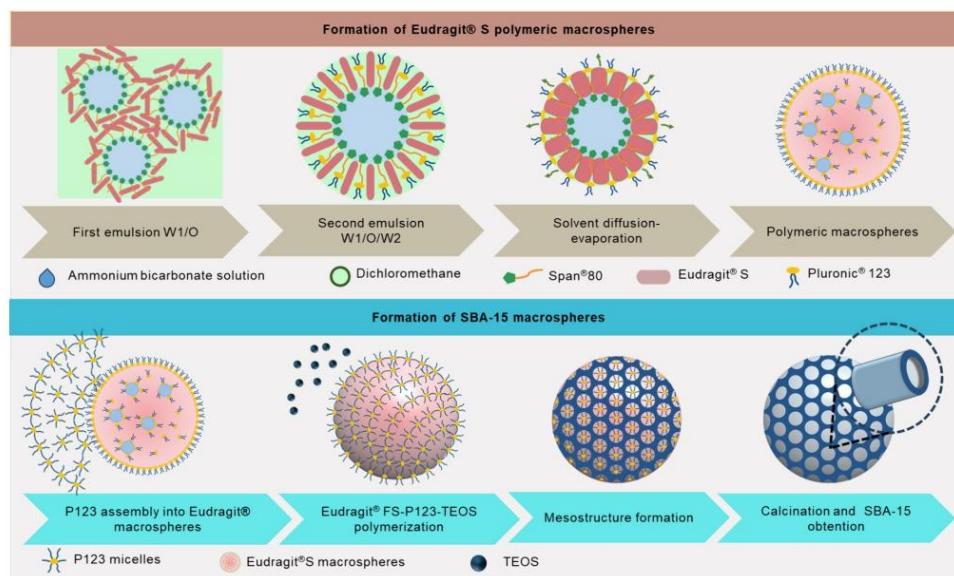 Formation of Eudragit® S polymeric macrospheres
First emulsion W1/O
Second emulsion
W1/O/W2
Solvent diffusion-
evaporation
Polymeric macrospheres
Ammonium bicarbonate solution
Dichloromethane
Span®80
Eudragit® S
Pluronic® 123
Formation of SBA-15 macrospheres
P123 assembly into Eudragit®
macrospheres
Eudragit® FS-P123-TEOS
polymerization
Mesostructure formation
Calcination and SBA-15
obtention
P123 micelles
Eudragit®S macrospheres
TEOS